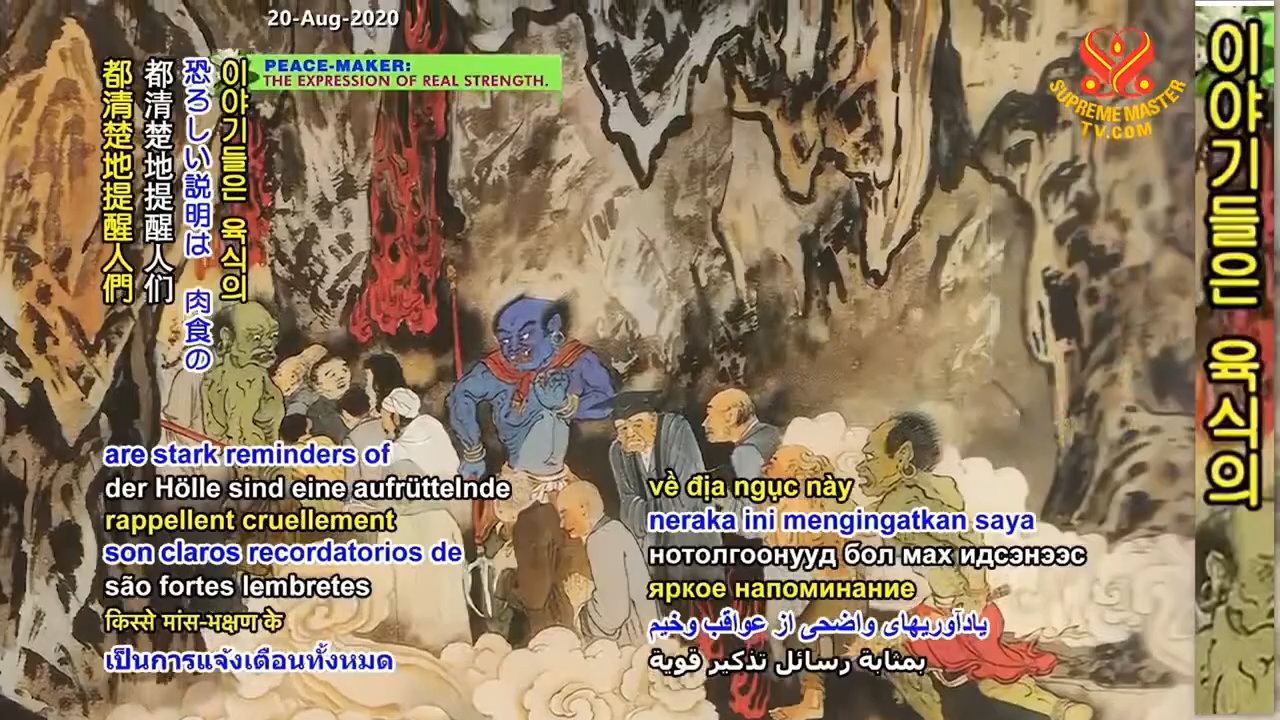 20-Aug-2020
PEACE-MAKER:
THE EXPRESSION OF REAL STRENGTH.
SUPREME MASTER
TV.COM
이야기들은 육식의
恐ろしい説明は 肉食の
都清楚地提醒人们
都清楚地提醒人們
are stark reminders of
der Hölle sind eine aufrüttelnde
rappellent cruellement
son claros recordatorios de
são fortes lembretes
किस्से मांस-भक्षण के
เป็นการแจ้งเตือนทั้งหมด
về địa ngục này
neraka ini mengingatkan saya
нотолгоонууд бол мах идсэнээс
яркое напоминание
یادآوریهای واضحی از عواقب وخیم
بمثابة رسائل تذكير قوية
이야기들은 육식의